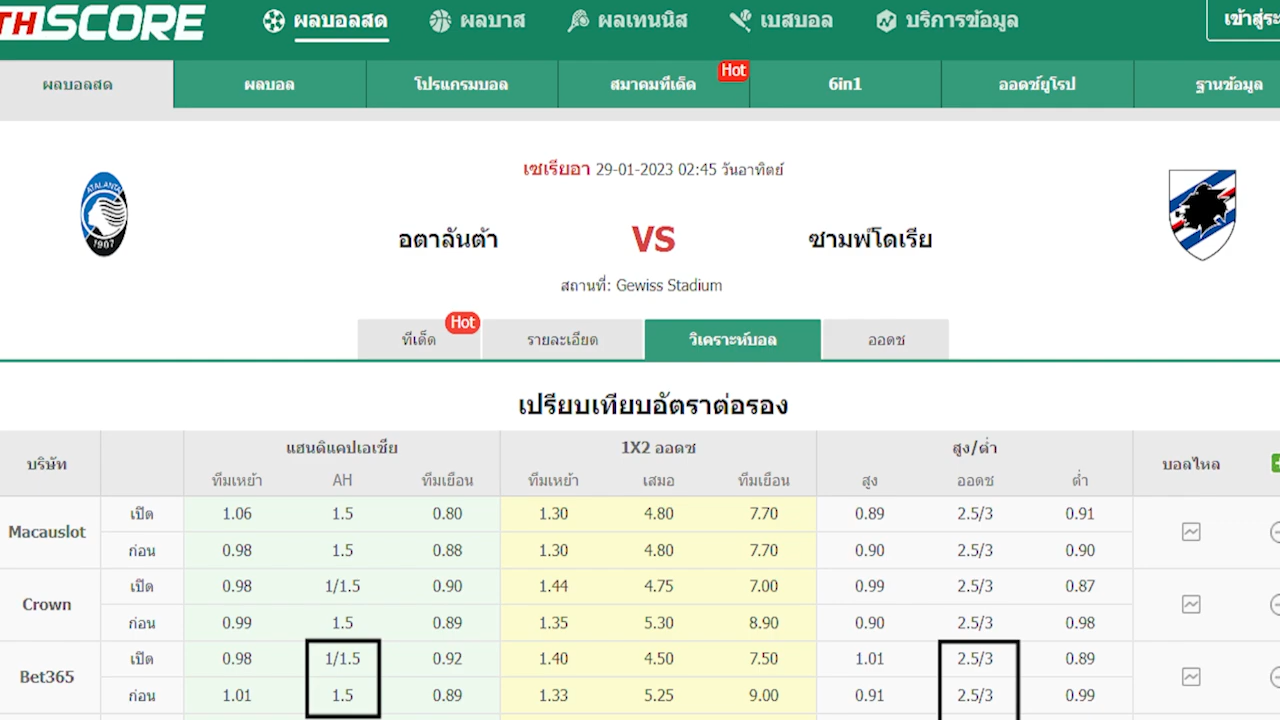 THSCORE ผลบอลสด ผลบาส ผลเทนนิส เบสบอล บริการข้อมูล เข้าสู่ระ
ผลบอลสด ผลบอล โปรแกรมบอล สมาคมทีเด็ด Hot 6in1 ออดซ์ยุโรป ฐานข้อมูล
เซเรียอา 29-01-2023 02:45 วันอาทิตย์
ATALANTA
1907
อตาลันต้า VS ซามพ์โดเรีย
สถานที่: Gewiss Stadium
ทีเด็ด Hot รายละเอียด วิเคราะห์บอล ออดซ
เปรียบเทียบอัตราต่อรอง
บริษัท แฮนดิแคปเอเชีย 1X2 ออดซ สูง/ต่ำ บอลไหล
ทีมเหย้า AH ทีมเยือน ทีมเหย้า เสมอ ทีมเยือน สูง ออดซ ต่ำ
Macauslot เปิด 1.06 1.5 0.80 1.30 4.80 7.70 0.89 2.5/3 0.91
ก่อน 0.98 1.5 0.88 1.30 4.80 7.70 0.90 2.5/3 0.90
Crown เปิด 0.98 1/1.5 0.90 1.44 4.75 7.00 0.99 2.5/3 0.87
ก่อน 0.99 1.5 0.89 1.35 5.30 8.90 0.90 2.5/3 0.98
Bet365 เปิด 0.98 1/1.5 0.92 1.40 4.50 7.50 1.01 2.5/3 0.89
ก่อน 1.01 1.5 0.89 1.33 5.25 9.00 0.91 2.5/3 0.99